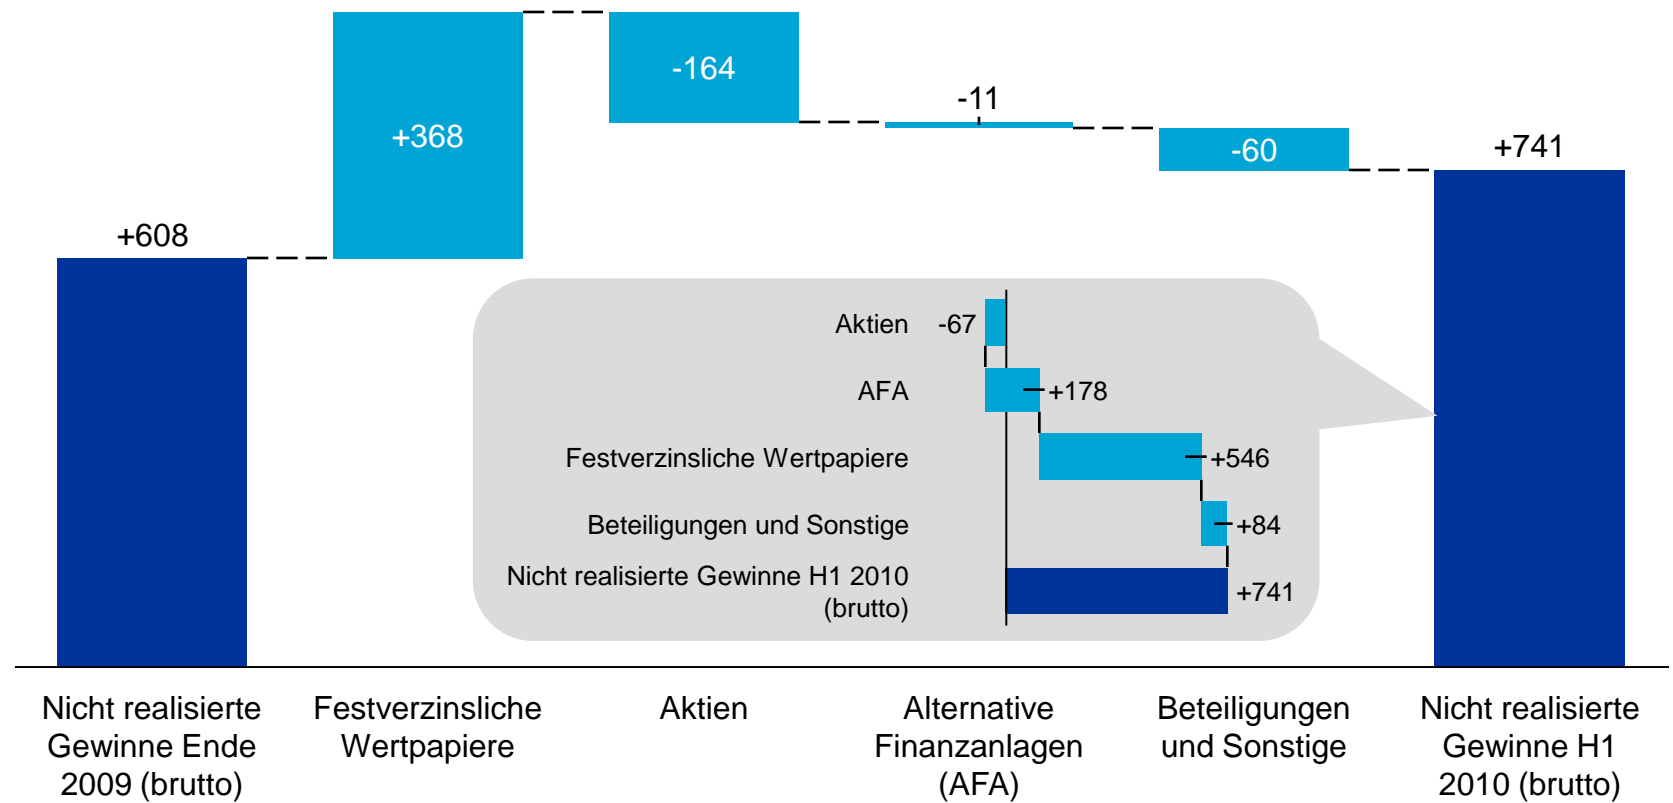 -164
-11
+368
-60
+741
+608
Aktien -67
AFA +178
Festverzinsliche Wertpapiere +546
Beteiligungen und Sonstige +84
Nicht realisierte Gewinne H1 2010
(brutto) +741
Nicht realisierte
Gewinne Ende
2009 (brutto)
Festverzinsliche
Wertpapiere
Aktien
Alternative
Finanzanlagen
(AFA)
Beteiligungen
und Sonstige
Nicht realisierte
Gewinne H1
2010 (brutto)